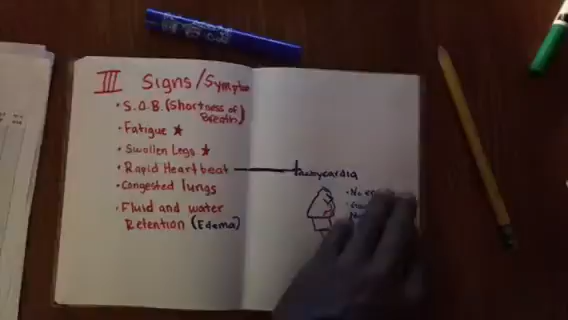 III Signs/Symptom
• S.O.B. (Shortness of
Breath)
• Fatigue ★
• Swollen Legs ★
• Rapid Heartbeat — tachycardia
• Congested lungs
• Fluid and water
Retention (Edema)